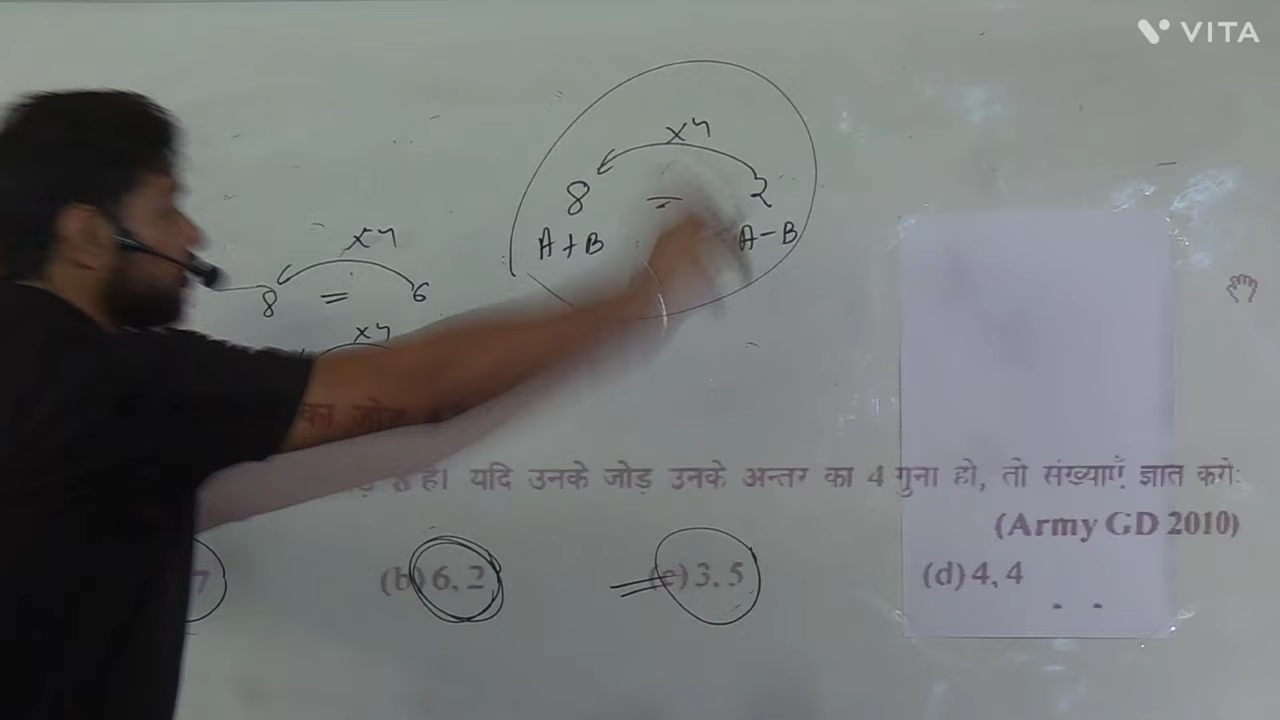 VITA
×4
8 = 2
A+B A-B
×4
8 = 6
×4
का जोड़
8 है। यदि उनके जोड़ उनके अन्तर का 4 गुना हो, तो संख्याएँ ज्ञात करोः
(Army GD 2010)
7 (b) 6, 2 (c) 3, 5 (d) 4, 4